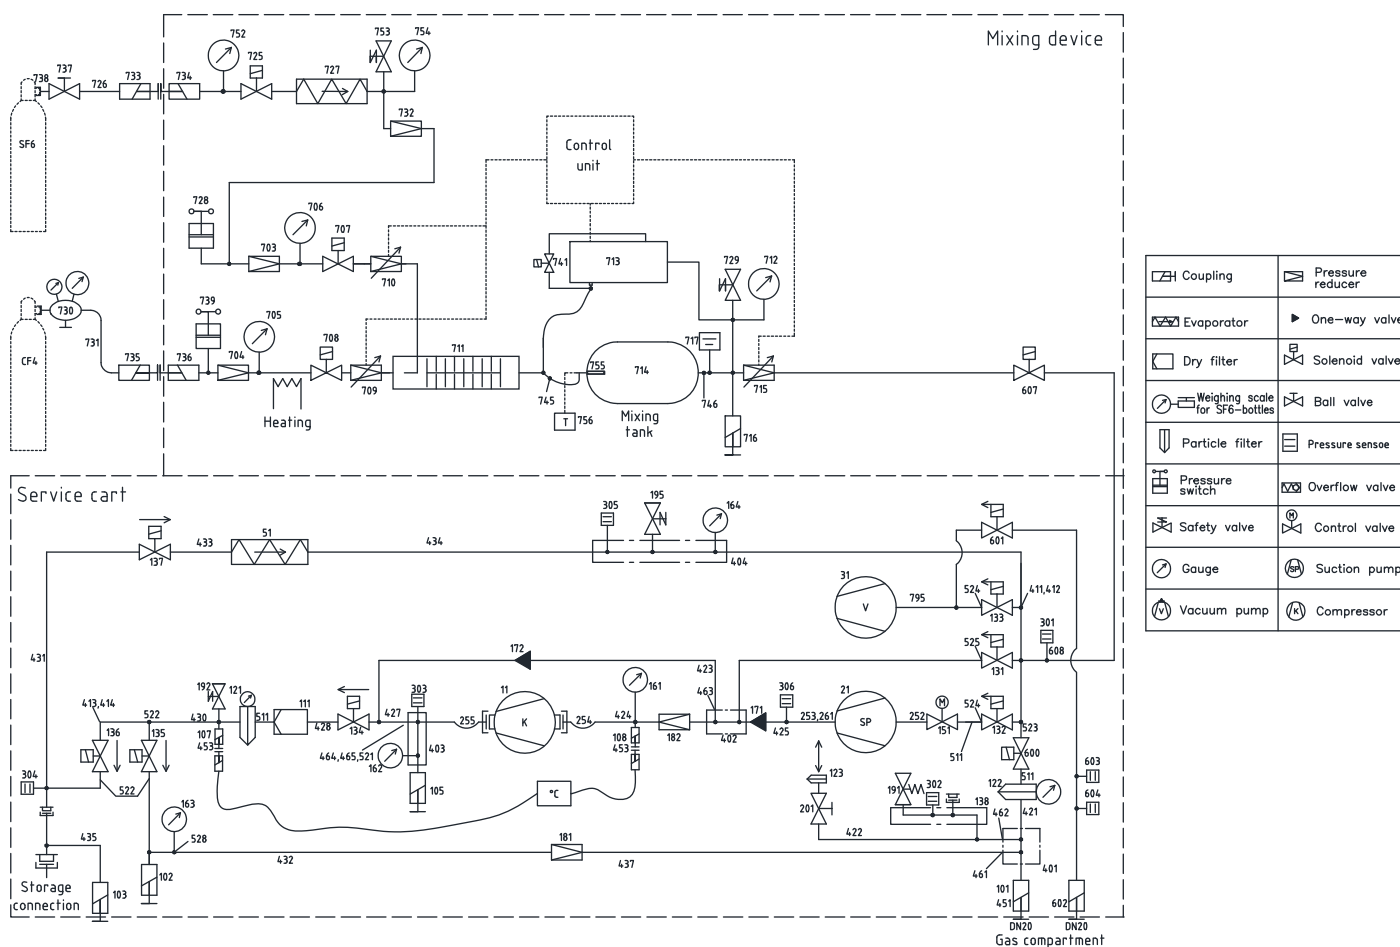 Mixing device
738
737
726
733
734
752
725
727
753
754
732
SF6
Control
unit
728
706
707
703
710
741
713
729
712
730
731
739
705
708
CF4
735
736
704
709
711
755
714
717
715
607
745
746
756
T
716
Heating
Mixing
tank
Coupling
Pressure
reducer
Evaporator
One-way valve
Dry filter
Solenoid valve
Weighing scale
for SF6-bottles
Ball valve
Particle filter
Pressure sensoe
Pressure
switch
Overflow valve
Safety valve
M
Control valve
Gauge
SP
Suction pump
V
Vacuum pump
K
Compressor
Service cart
137
433
51
434
305
195
164
404
601
31
V
795
524
133
411,412
301
608
525
131
431
172
423
413,414
522
430
192
121
511
111
428
134
427
303
11
K
255
254
161
424
463
182
402
171
425
306
21
SP
253,261
252
M
151
511
524
132
523
136
135
107
453
464,465,521
162
403
108
453
600
511
304
522
105
°C
123
201
191
302
138
122
421
603
604
163
528
435
432
181
437
422
462
461
401
Storage
connection
103
102
101
451
602
DN20
DN20
Gas compartment